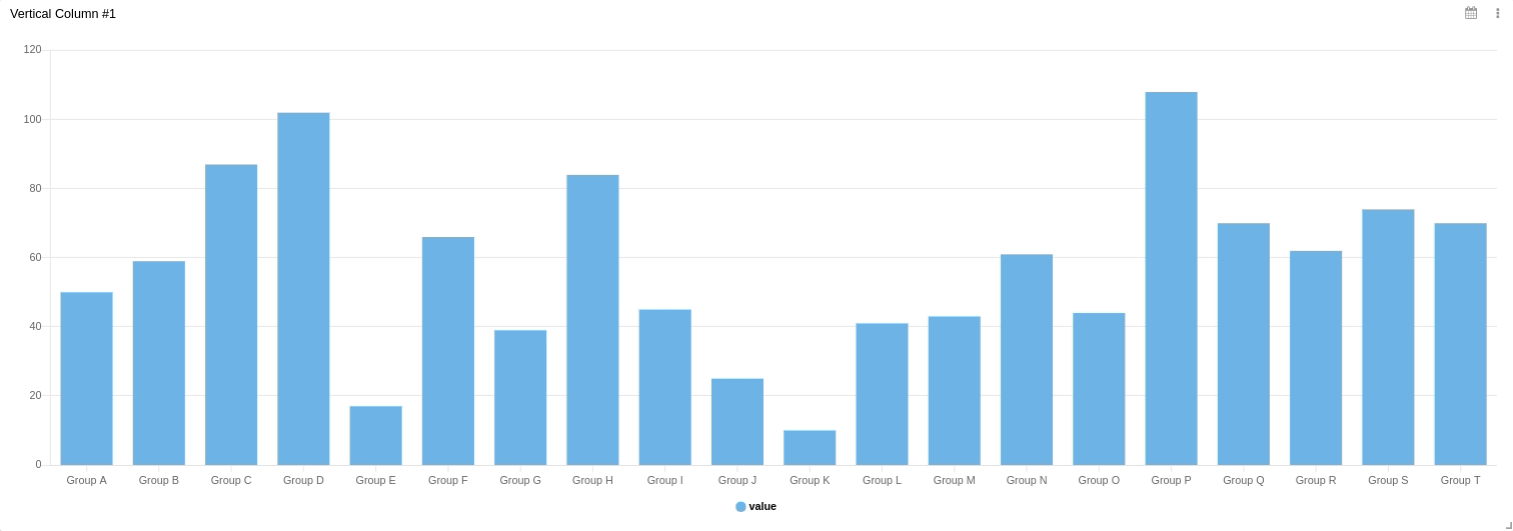 Vertical Column #1
120
100
80
60
40
20
0
Group A Group B Group C Group D Group E Group F Group G Group H Group I Group J Group K Group L Group M Group N Group O Group P Group Q Group R Group S Group T
value